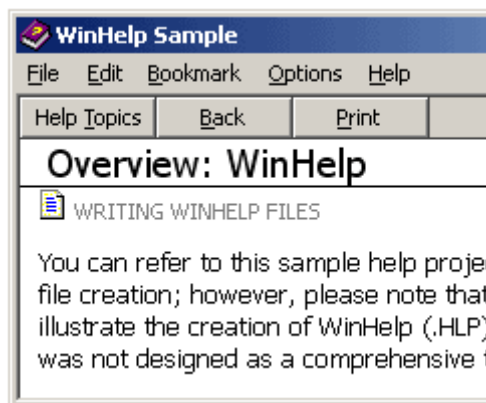 WinHelp Sample
File Edit Bookmark Options Help
Help Topics Back Print
Overview: WinHelp
WRITING WINHELP FILES
You can refer to this sample help proje
file creation; however, please note that
illustrate the creation of WinHelp (.HLP)
was not designed as a comprehensive